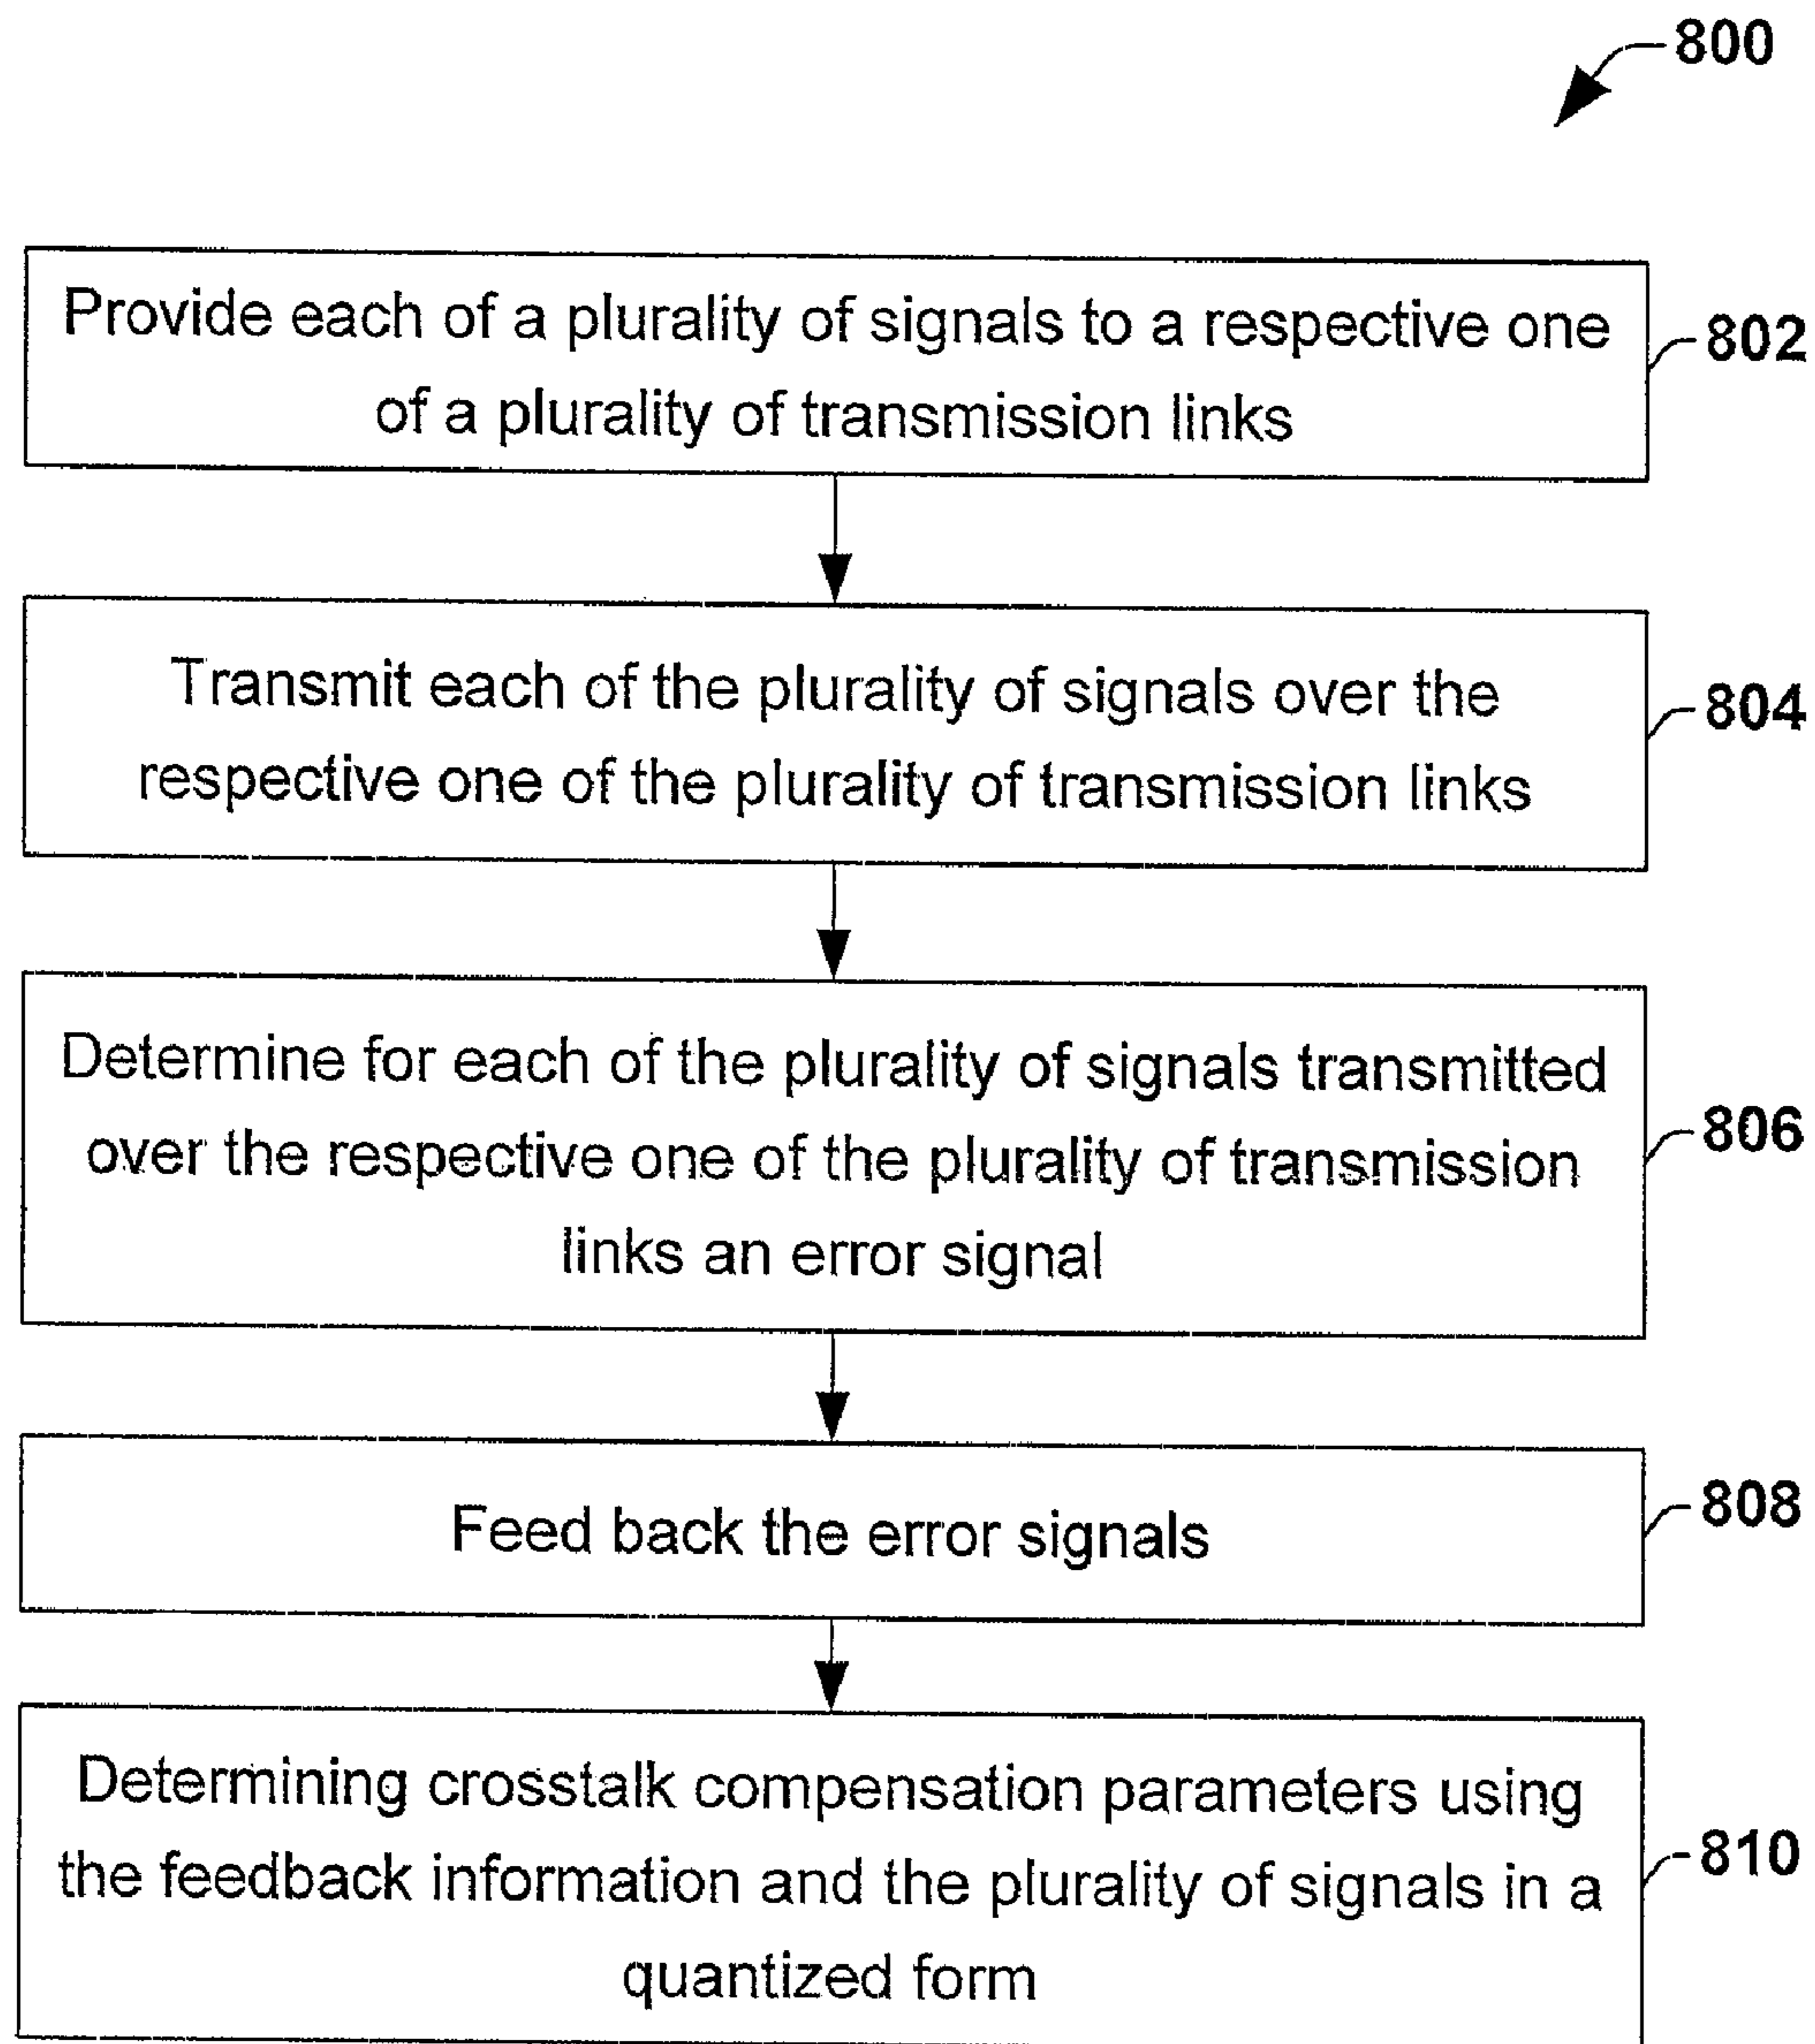 800
Provide each of a plurality of signals to a respective one
of a plurality of transmission links
802
Transmit each of the plurality of signals over the
respective one of the plurality of transmission links
804
Determine for each of the plurality of signals transmitted
over the respective one of the plurality of transmission
links an error signal
806
Feed back the error signals
808
Determining crosstalk compensation parameters using
the feedback information and the plurality of signals in a
quantized form
810